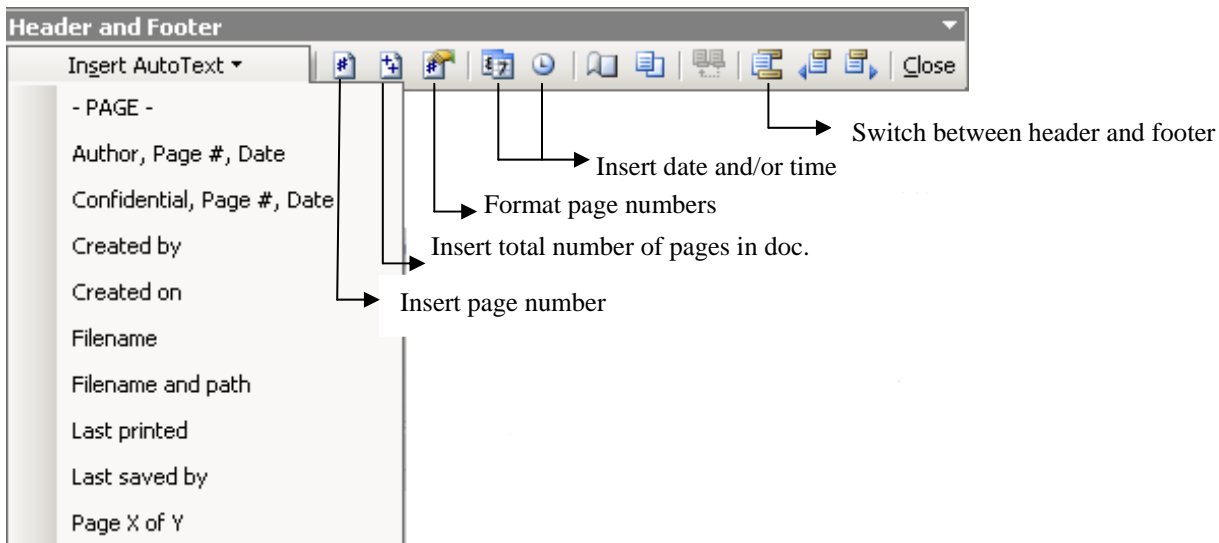 Header and Footer
Insert AutoText
Close
- PAGE -
Author, Page #, Date
Confidential, Page #, Date
Created by
Created on
Filename
Filename and path
Last printed
Last saved by
Page X of Y
Switch between header and footer
Insert date and/or time
Format page numbers
Insert total number of pages in doc.
Insert page number